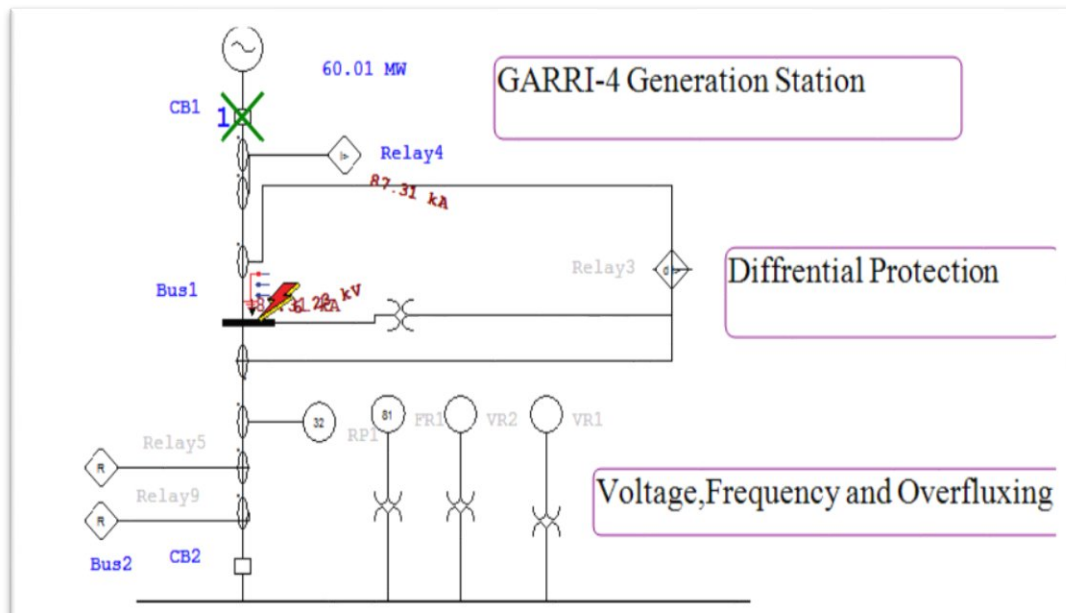 60.01 MW
GARRI-4 Generation Station
CB1
1
Relay4
87.31 kA
Relay3
Diffrential Protection
Bus1
kV
32
81
RP1
FR1
VR2
VR1
Relay5
R
Voltage,Frequency and Overfluxing
Relay9
R
Bus2
CB2